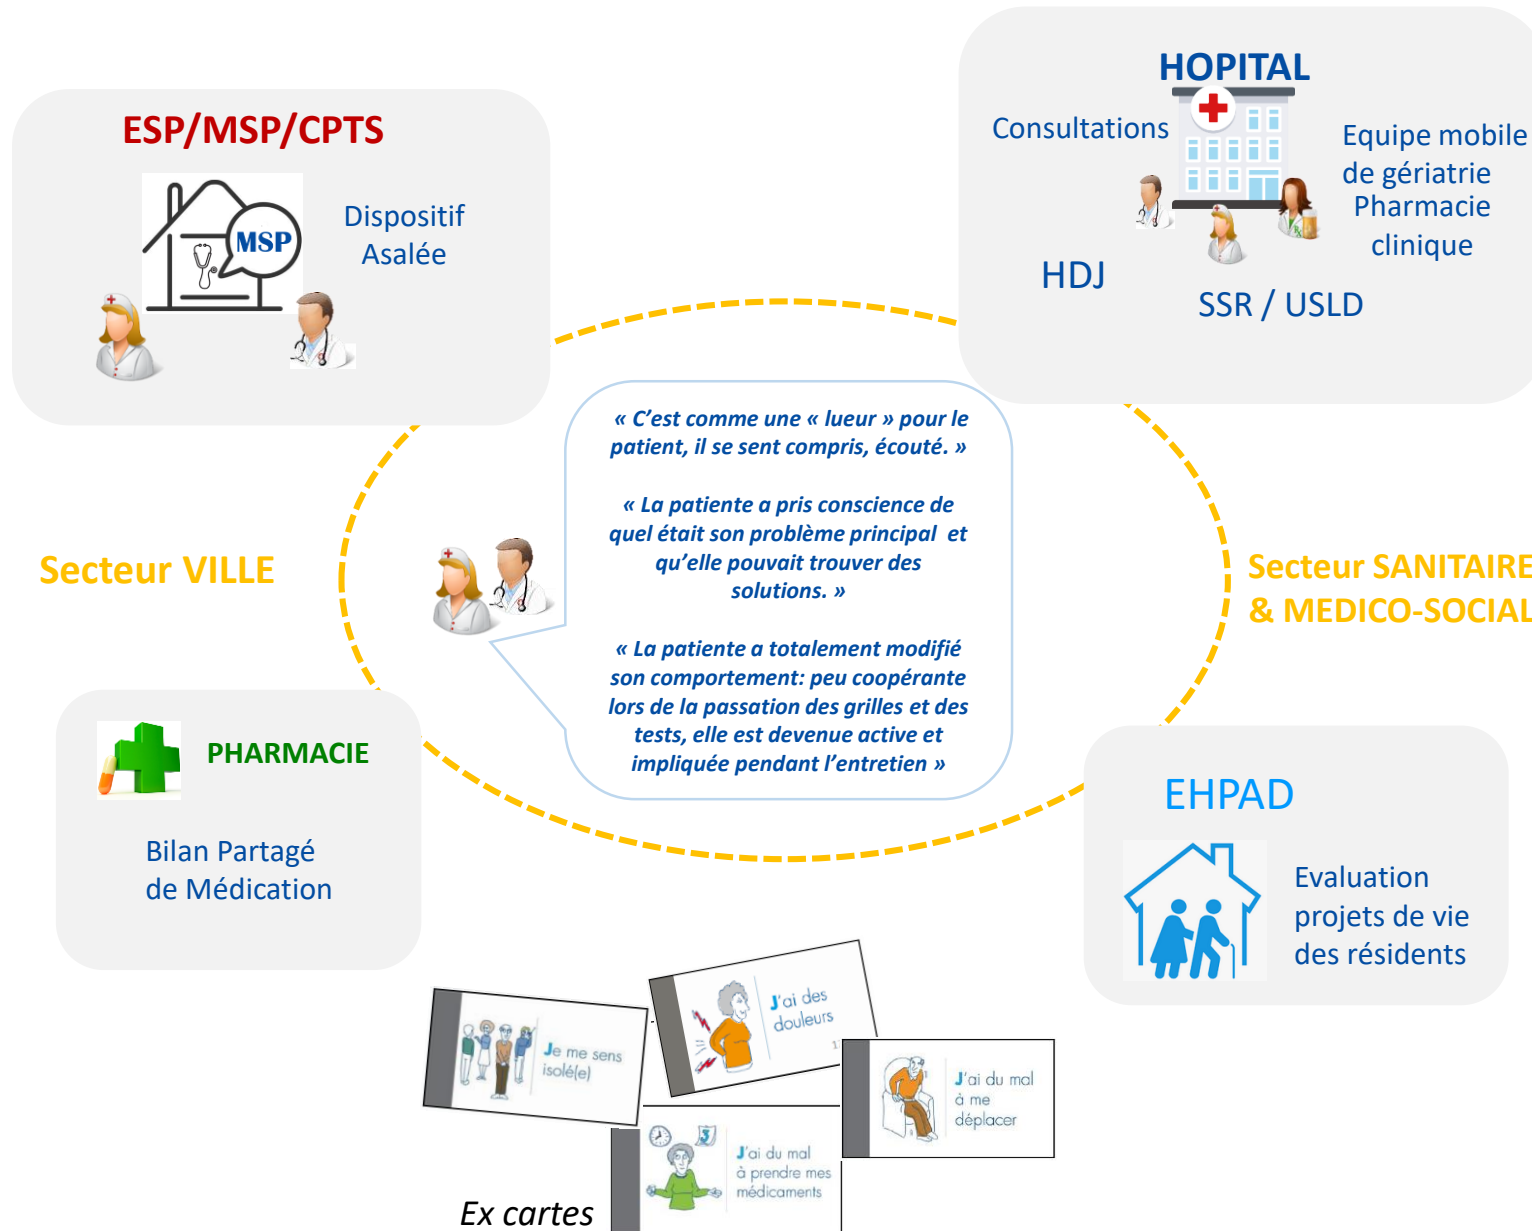 HOPITAL
Consultations
Equipe mobile
de gériatrie
Pharmacie
clinique
HDJ
SSR / USLD
ESP/MSP/CPTS
MSP
Dispositif
Asalée
« C’est comme une « lueur » pour le
patient, il se sent compris, écouté. »
« La patiente a pris conscience de
quel était son problème principal et
qu’elle pouvait trouver des
solutions. »
« La patiente a totalement modifié
son comportement: peu coopérante
lors de la passation des grilles et des
tests, elle est devenue active et
impliquée pendant l’entretien »
Secteur VILLE
Secteur SANITAIRE
& MEDICO-SOCIAL
PHARMACIE
Bilan Partagé
de Médication
EHPAD
Evaluation
projets de vie
des résidents
J'ai des
douleurs
Je me sens
isolé(e)
J'ai du mal
à me
déplacer
3
J'ai du mal
à prendre mes
médicaments
Ex cartes